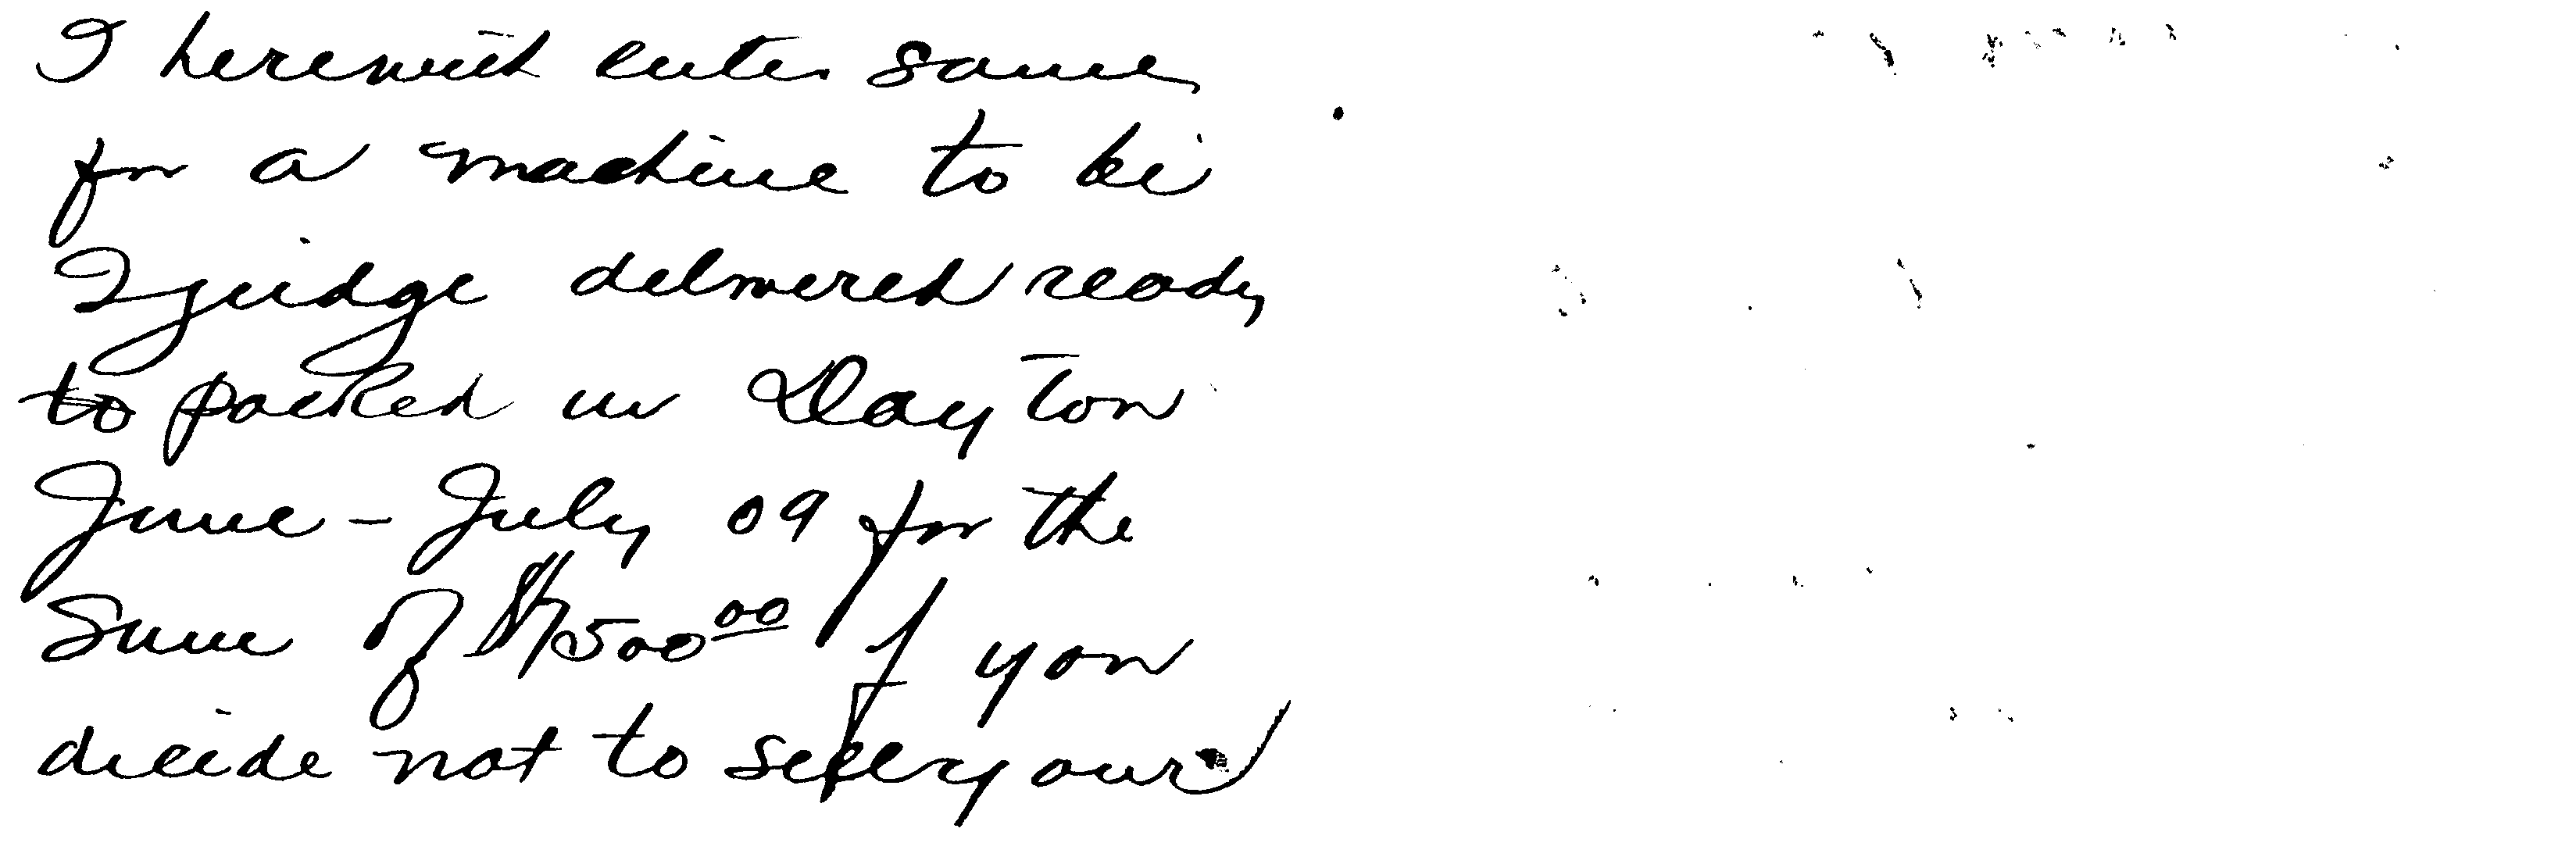 I herewith enter same
for a machine to be
I judge delivered ready
to packed in Dayton
June - July 09 for the
Sum of $7500.00 if you
decide not to sell your